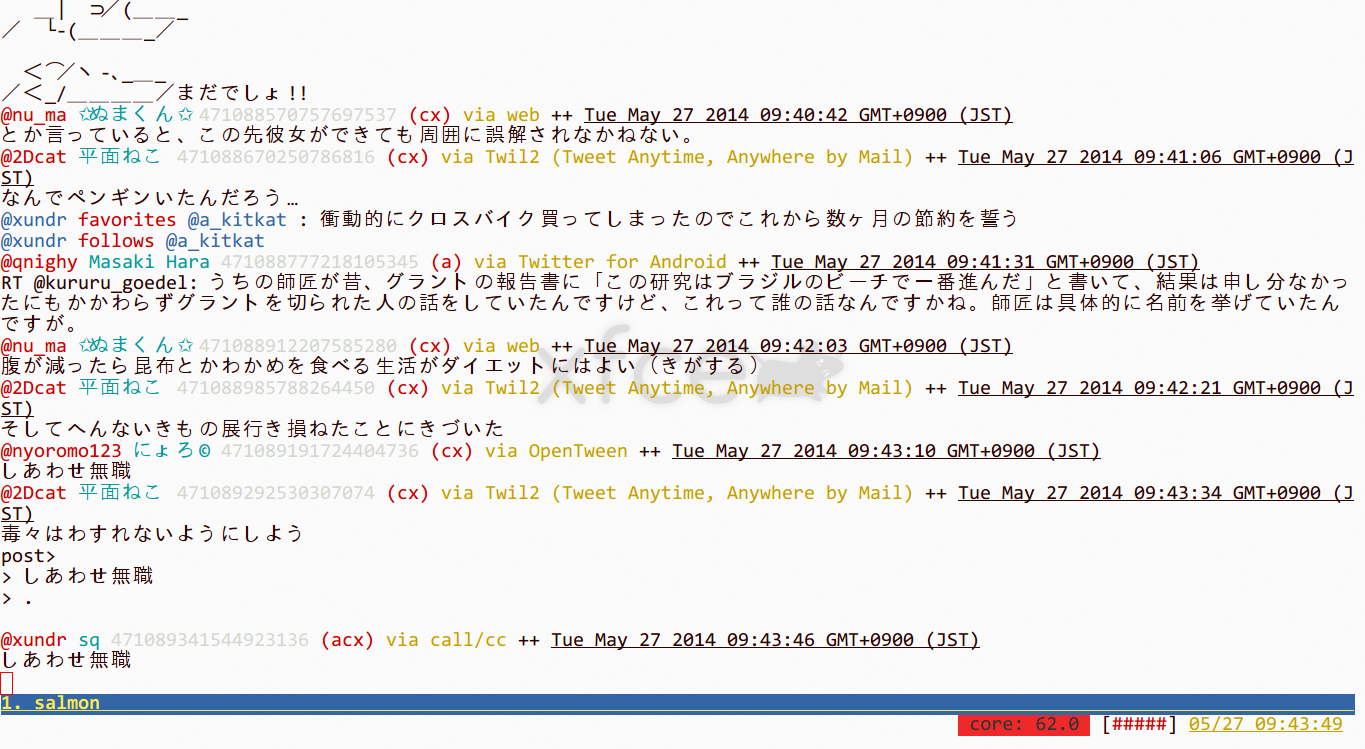 ＿|　⊃／(＿＿_
／　└-(＿＿＿_／
＜⌒／ヽ-、_＿_
／＜_/＿＿＿＿／まだでしょ!!
@nu_ma ✩ぬまくん✩ 471088570757697537 (cx) via web ++ Tue May 27 2014 09:40:42 GMT+0900 (JST)
とか言っていると、この先彼女ができても周囲に誤解されなかねない。
@2Dcat 平面ねこ 471088670250786816 (cx) via Twil2 (Tweet Anytime, Anywhere by Mail) ++ Tue May 27 2014 09:41:06 GMT+0900 (J
ST)
なんでペンギンいたんだろう…
@xundr favorites @a_kitkat : 衝動的にクロスバイク買ってしまったのでこれから数ヶ月の節約を誓う
@xundr follows @a_kitkat
@qnighy Masaki Hara 471088777218105345 (a) via Twitter for Android ++ Tue May 27 2014 09:41:31 GMT+0900 (JST)
RT @kururu_goedel: うちの師匠が昔、グラントの報告書に「この研究はブラジルのビーチで一番進んだ」と書いて、結果は申し分なかっ
たにもかかわらずグラントを切られた人の話をしていたんですけど、これって誰の話なんですかね。師匠は具体的に名前を挙げていたん
ですが。
@nu_ma ✩ぬまくん✩ 471088912207585280 (cx) via web ++ Tue May 27 2014 09:42:03 GMT+0900 (JST)
腹が減ったら昆布とかわかめを食べる生活がダイエットにはよい（きがする）
@2Dcat 平面ねこ 471088985788264450 (cx) via Twil2 (Tweet Anytime, Anywhere by Mail) ++ Tue May 27 2014 09:42:21 GMT+0900 (J
ST)
そしてへんないきもの展行き損ねたことにきづいた
@nyoromo123 にょろ© 471089191724404736 (cx) via OpenTween ++ Tue May 27 2014 09:43:10 GMT+0900 (JST)
しあわせ無職
@2Dcat 平面ねこ 471089292530307074 (cx) via Twil2 (Tweet Anytime, Anywhere by Mail) ++ Tue May 27 2014 09:43:34 GMT+0900 (J
ST)
毒々はわすれないようにしよう
post>
> しあわせ無職
> .
@xundr sq 471089341544923136 (acx) via call/cc ++ Tue May 27 2014 09:43:46 GMT+0900 (JST)
しあわせ無職
xfce
1. salmon
core: 62.0 [#####] 05/27 09:43:49